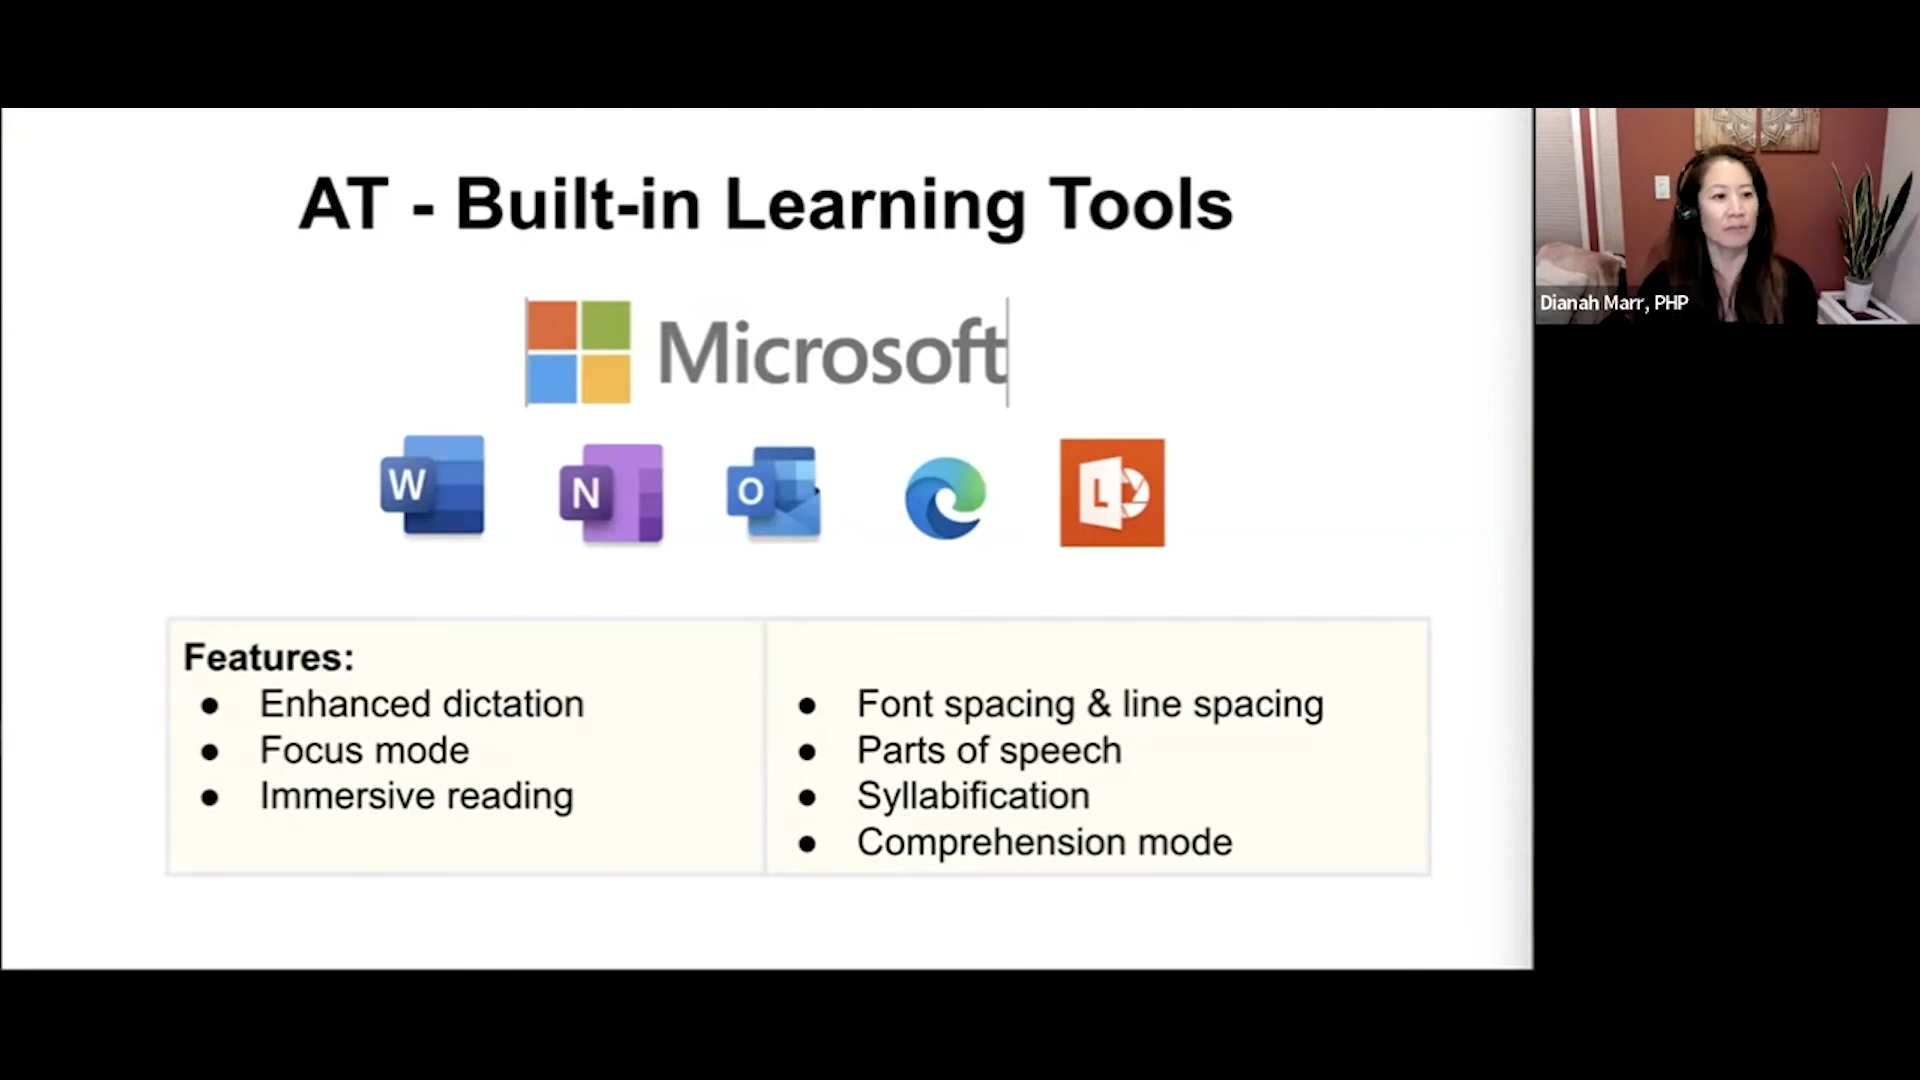 AT - Built-in Learning Tools
Microsoft
W
N
O
L
Dianah Marr, PHP
Features:
● Enhanced dictation
● Focus mode
● Immersive reading
● Font spacing & line spacing
● Parts of speech
● Syllabification
● Comprehension mode